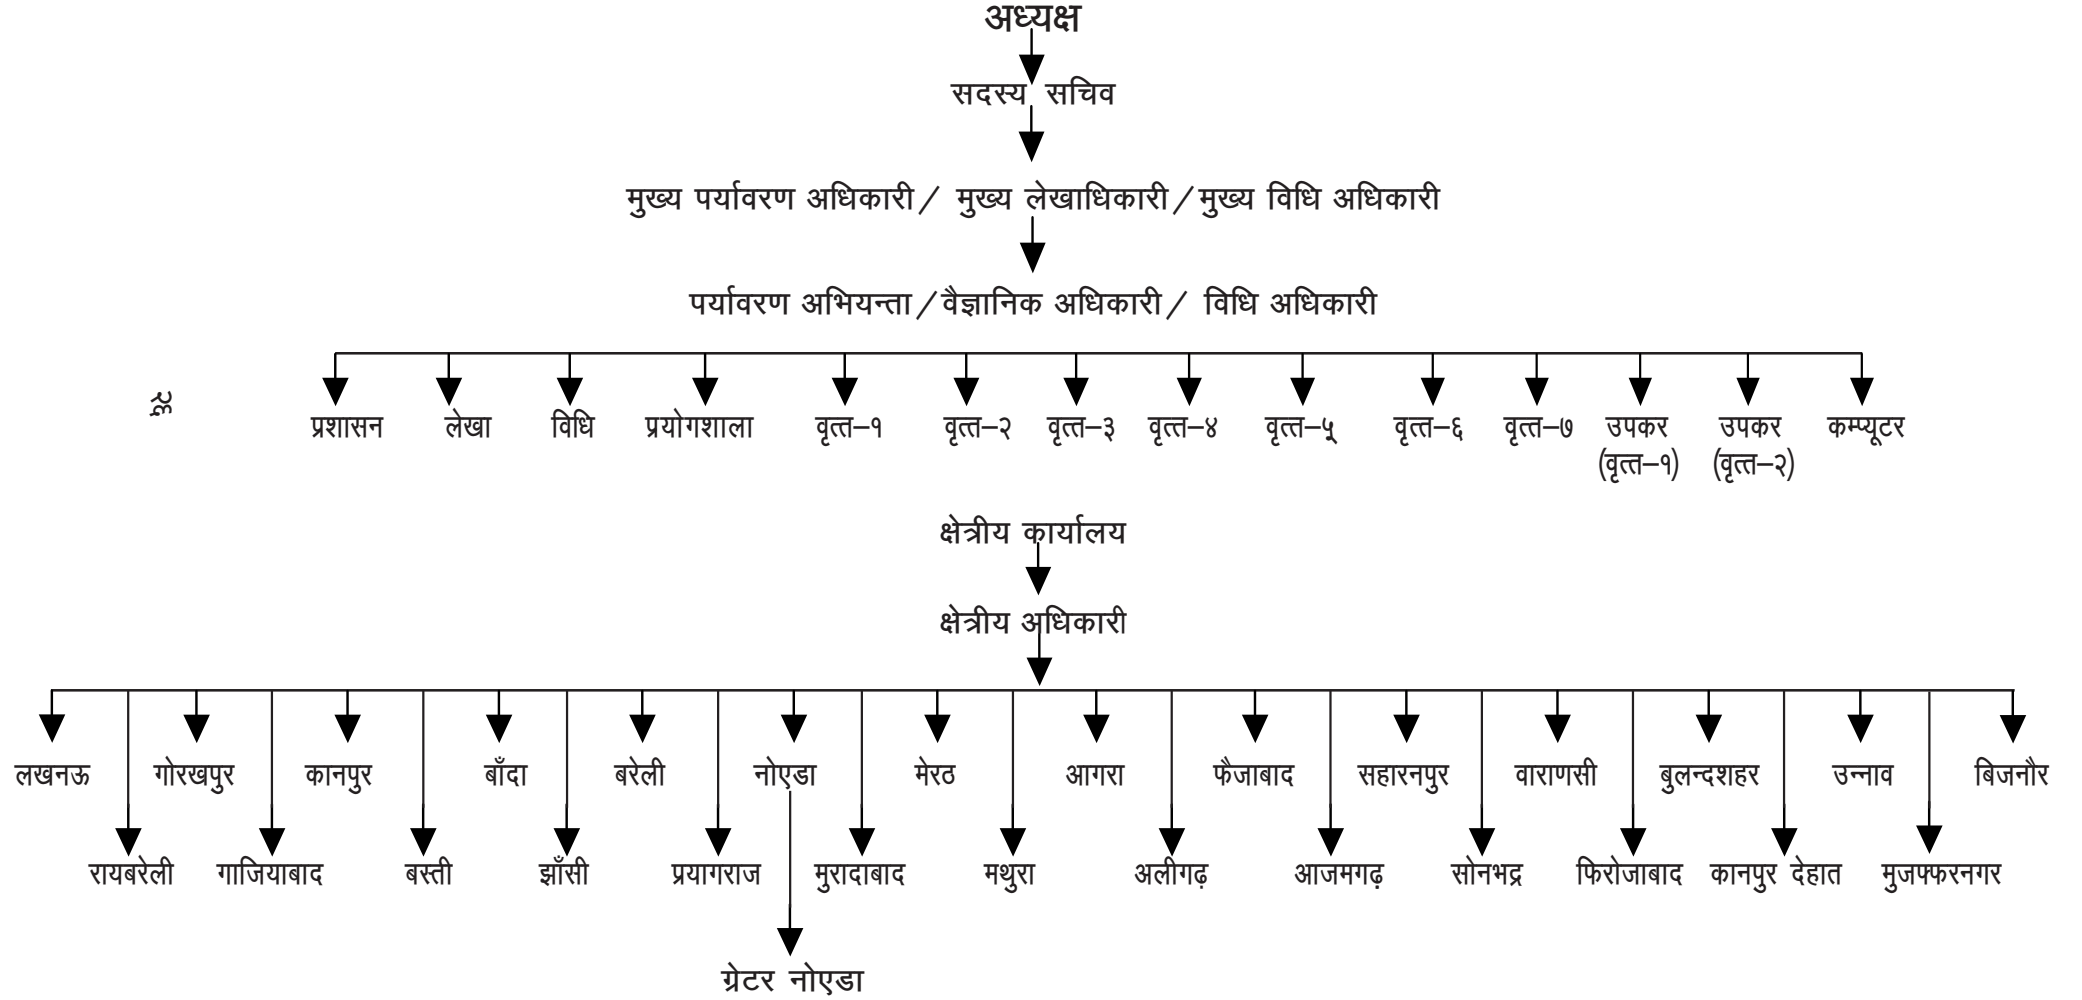 अध्यक्ष
सदस्य सचिव
मुख्य पर्यावरण अधिकारी/ मुख्य लेखाधिकारी/मुख्य विधि अधिकारी
पर्यावरण अभियन्ता/वैज्ञानिक अधिकारी/ विधि अधिकारी
प्रशासन लेखा विधि प्रयोगशाला वृत्त–१ वृत्त–२ वृत्त–३ वृत्त–४ वृत्त–५ वृत्त–६ वृत्त–७ उपकर उपकर कम्प्यूटर
(वृत्त–१) (वृत्त–२)
क्षेत्रीय कार्यालय
क्षेत्रीय अधिकारी
लखनऊ गोरखपुर कानपुर बाँदा बरेली नोएडा मेरठ आगरा फैजाबाद सहारनपुर वाराणसी बुलन्दशहर उन्नाव बिजनौर
रायबरेली गाजियाबाद बस्ती झाँसी प्रयागराज मुरादाबाद मथुरा अलीगढ़ आजमगढ़ सोनभद्र फिरोजाबाद कानपुर देहात मुजफ्फरनगर
ग्रेटर नोएडा